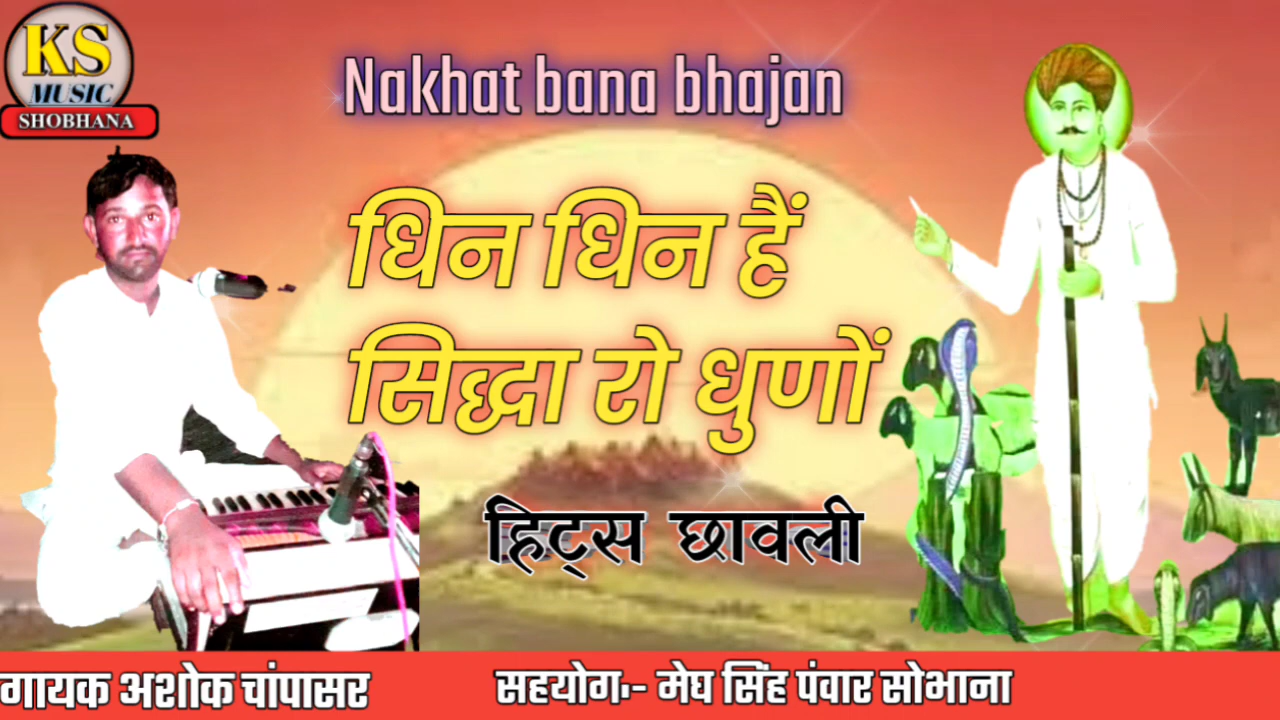 KS
MUSIC
SHOBHANA
Nakhat bana bhajan
धिन धिन हैं
सिद्धा रो धुणों
हिट्स छावली
गायक अशोक चांपासर
सहयोगः- मेघ सिंह पंवार सोभाना